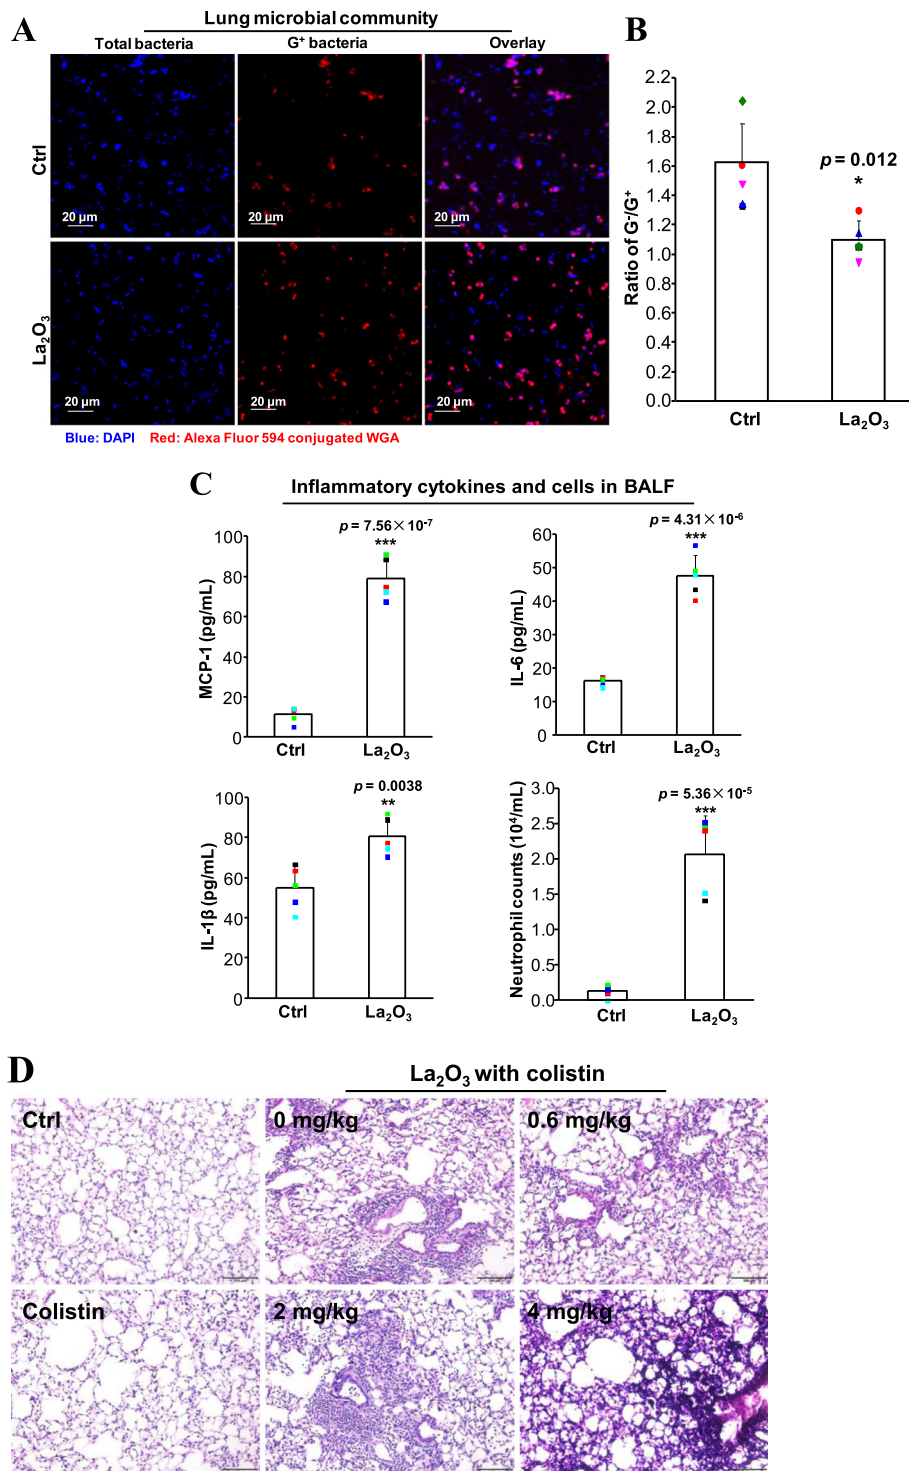 A
Lung microbial community
Total bacteria
G⁺ bacteria
Overlay
Ctrl
20 µm
20 µm
20 µm
La₂O₃
20 µm
20 µm
20 µm
Blue: DAPI Red: Alexa Fluor 594 conjugated WGA
B
Ratio of G⁻/G⁺
2.2
2.0
1.8
1.6
1.4
1.2
1.0
0.8
0.6
0.4
0.2
0.0
p = 0.012
*
Ctrl
La₂O₃
C
Inflammatory cytokines and cells in BALF
MCP-1 (pg/mL)
100
80
60
40
20
0
p = 7.56×10⁻⁷
***
Ctrl
La₂O₃
IL-6 (pg/mL)
60
50
40
30
20
10
0
p = 4.31×10⁻⁶
***
Ctrl
La₂O₃
IL-1β (pg/mL)
100
80
60
40
20
0
p = 0.0038
**
Ctrl
La₂O₃
Neutrophil counts (10⁴/mL)
3.0
2.5
2.0
1.5
1.0
0.5
0.0
p = 5.36×10⁻⁵
***
Ctrl
La₂O₃
D
La₂O₃ with colistin
Ctrl
0 mg/kg
0.6 mg/kg
Colistin
2 mg/kg
4 mg/kg